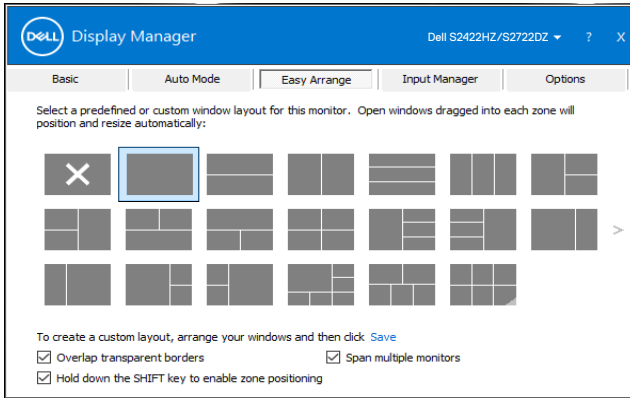 DELL Display Manager
Dell S2422HZ/S2722DZ ? X
Basic Auto Mode Easy Arrange Input Manager Options
Select a predefined or custom window layout for this monitor. Open windows dragged into each zone will
position and resize automatically:
>
To create a custom layout, arrange your windows and then click Save
Overlap transparent borders Span multiple monitors
Hold down the SHIFT key to enable zone positioning